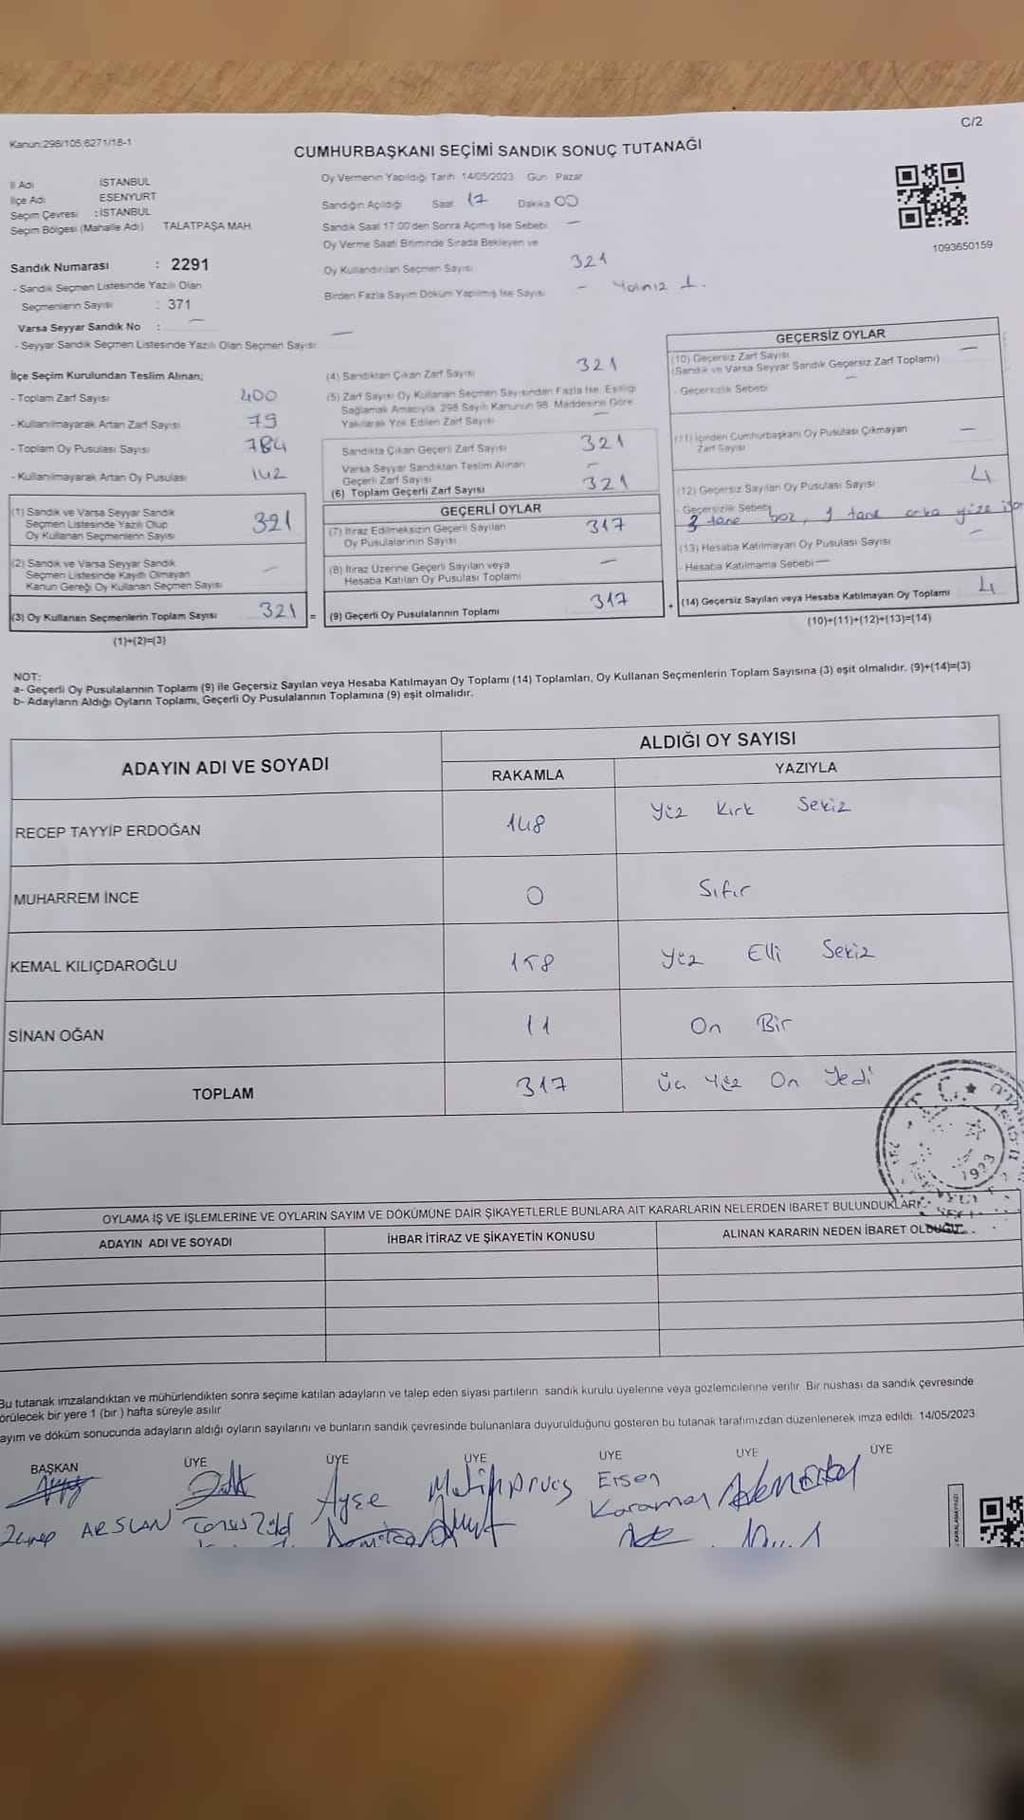 C/2
Kanun:298/105 6271/18-1
CUMHURBAŞKANI SEÇİMİ SANDIK SONUÇ TUTANAĞI
İl Adı İSTANBUL
İlçe Adı ESENYURT
Seçim Çevresi : İSTANBUL
Seçim Bölgesi (Mahalle Adı) TALATPAŞA MAH.
Sandık Numarası : 2291
- Sandık Seçmen Listesinde Yazılı Olan
Seçmenlerin Sayısı : 371
Varsa Seyyar Sandık No : —
- Seyyar Sandık Seçmen Listesinde Yazılı Olan Seçmen Sayısı —
Oy Vermenin Yapıldığı Tarih 14/05/2023 Gün Pazar
Sandığın Açıldığı Saat 17 Dakika 00
Sandık Saat 17:00'den Sonra Açılmış İse Sebebi —
Oy Verme Saati Bitiminde Sırada Bekleyen ve
Oy Kullandırılan Seçmen Sayısı 321
Birden Fazla Sayım Döküm Yapılmış İse Sayısı - Yalnız 1.
1093650159
İlçe Seçim Kurulundan Teslim Alınan;
- Toplam Zarf Sayısı 400
- Kullanılmayarak Artan Zarf Sayısı 79
- Toplam Oy Pusulası Sayısı 784
- Kullanılmayarak Artan Oy Pusulası 142
(1) Sandık ve Varsa Seyyar Sandık
Seçmen Listesinde Yazılı Olup
Oy Kullanan Seçmenlerin Sayısı 321
(2) Sandık ve Varsa Seyyar Sandık
Seçmen Listesinde Kayıtlı Olmayan
Kanun Gereği Oy Kullanan Seçmen Sayısı —
(3) Oy Kullanan Seçmenlerin Toplam Sayısı 321 =
(1)+(2)=(3)
(4) Sandıktan Çıkan Zarf Sayısı 321
(5) Zarf Sayısı Oy Kullanan Seçmen Sayısından Fazla İse, Eşitliği
Sağlamak Amacıyla, 298 Sayılı Kanunun 98. Maddesine Göre
Yakılarak Yok Edilen Zarf Sayısı —
Sandıkta Çıkan Geçerli Zarf Sayısı 321
Varsa Seyyar Sandıktan Teslim Alınan
Geçerli Zarf Sayısı —
(6) Toplam Geçerli Zarf Sayısı 321
GEÇERLİ OYLAR
(7) İtiraz Edilmeksizin Geçerli Sayılan
Oy Pusulalarının Sayısı 317
(8) İtiraz Üzerine Geçerli Sayılan veya
Hesaba Katılan Oy Pusulası Toplamı —
(9) Geçerli Oy Pusulalarının Toplamı 317 +
GEÇERSİZ OYLAR
(10) Geçersiz Zarf Sayısı
(Sandık ve Varsa Seyyar Sandık Geçersiz Zarf Toplamı) —
- Geçersizlik Sebebi —
(11) İçinden Cumhurbaşkanı Oy Pusulası Çıkmayan
Zarf Sayısı —
(12) Geçersiz Sayılan Oy Pusulası Sayısı 4
Geçersizlik Sebebi 3 tane boz, 1 tane arka yüze
(13) Hesaba Katılmayan Oy Pusulası Sayısı —
- Hesaba Katılmama Sebebi —
(14) Geçersiz Sayılan veya Hesaba Katılmayan Oy Toplamı 4
(10)+(11)+(12)+(13)=(14)
NOT:
a- Geçerli Oy Pusulalarının Toplamı (9) ile Geçersiz Sayılan veya Hesaba Katılmayan Oy Toplamı (14) Toplamları, Oy Kullanan Seçmenlerin Toplam Sayısına (3) eşit olmalıdır. (9)+(14)=(3)
b- Adayların Aldığı Oyların Toplamı, Geçerli Oy Pusulalarının Toplamına (9) eşit olmalıdır.
ADAYIN ADI VE SOYADI ALDIĞI OY SAYISI
RAKAMLA YAZIYLA
RECEP TAYYİP ERDOĞAN 148 Yüz Kırk Sekiz
MUHARREM İNCE 0 Sıfır
KEMAL KILIÇDAROĞLU 158 Yüz Elli Sekiz
SİNAN OĞAN 11 On Bir
TOPLAM 317 Üç Yüz On Yedi
T.C.
1923
OYLAMA İŞ VE İŞLEMLERİNE VE OYLARIN SAYIM VE DÖKÜMÜNE DAİR ŞİKAYETLERLE BUNLARA AİT KARARLARIN NELERDEN İBARET BULUNDUKLARI
ADAYIN ADI VE SOYADI İHBAR İTİRAZ VE ŞİKAYETİN KONUSU ALINAN KARARIN NEDEN İBARET OLDUĞU
Bu tutanak imzalandıktan ve mühürlendikten sonra seçime katılan adayların ve talep eden siyasi partilerin sandık kurulu üyelerine veya gözlemcilerine verilir. Bir nüshası da sandık çevresinde
görülecek bir yere 1 (bir ) hafta süreyle asılır.
ayım ve döküm sonucunda adayların aldığı oyların sayılarını ve bunların sandık çevresinde bulunanlara duyurulduğunu gösteren bu tutanak tarafımızdan düzenlenerek imza edildi. 14/05/2023
BAŞKAN ÜYE ÜYE ÜYE ÜYE ÜYE ÜYE
Zeynep ARSLAN
Ayşe
Ersen
Karaman